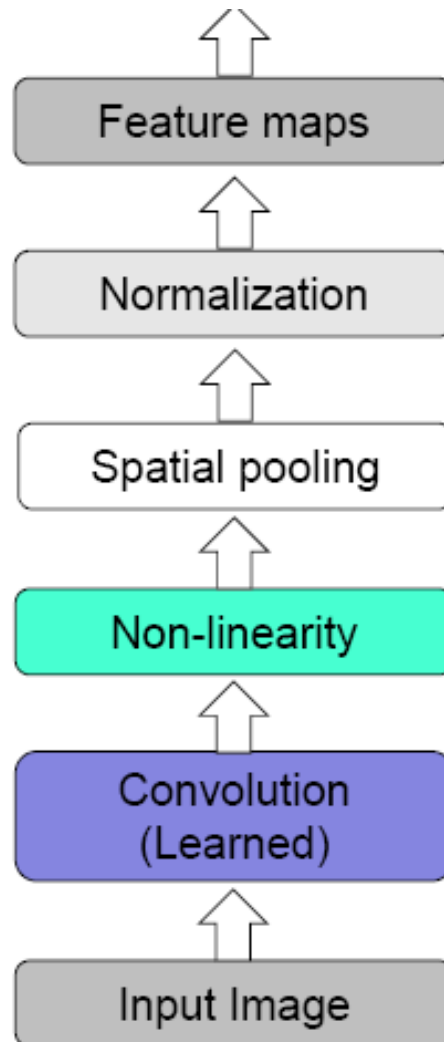 Feature maps
Normalization
Spatial pooling
Non-linearity
Convolution
(Learned)
Input Image